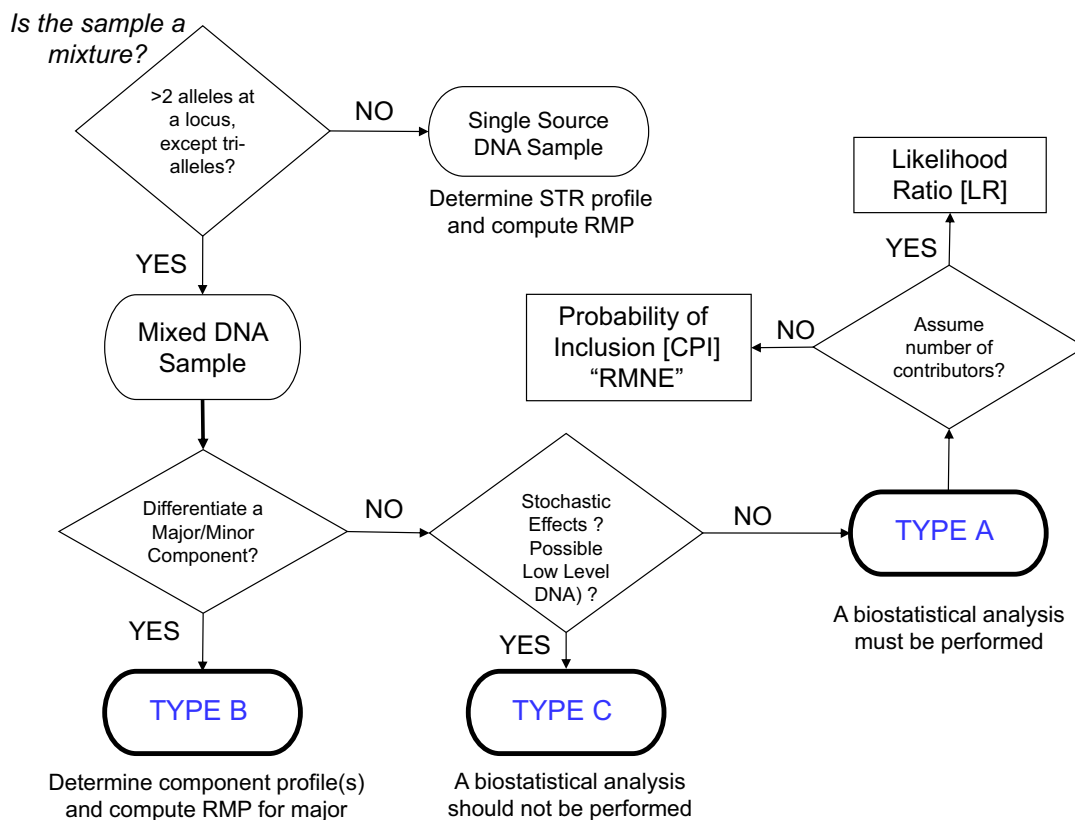 Is the sample a
mixture?
>2 alleles at
a locus,
except tri-
alleles?
NO
Single Source
DNA Sample
Determine STR profile
and compute RMP
YES
Mixed DNA
Sample
Differentiate a
Major/Minor
Component?
NO
YES
TYPE B
Determine component profile(s)
and compute RMP for major
Stochastic
Effects ?
Possible
Low Level
DNA) ?
NO
YES
TYPE C
A biostatistical analysis
should not be performed
TYPE A
A biostatistical analysis
must be performed
Assume
number of
contributors?
NO
Probability of
Inclusion [CPI]
“RMNE”
YES
Likelihood
Ratio [LR]